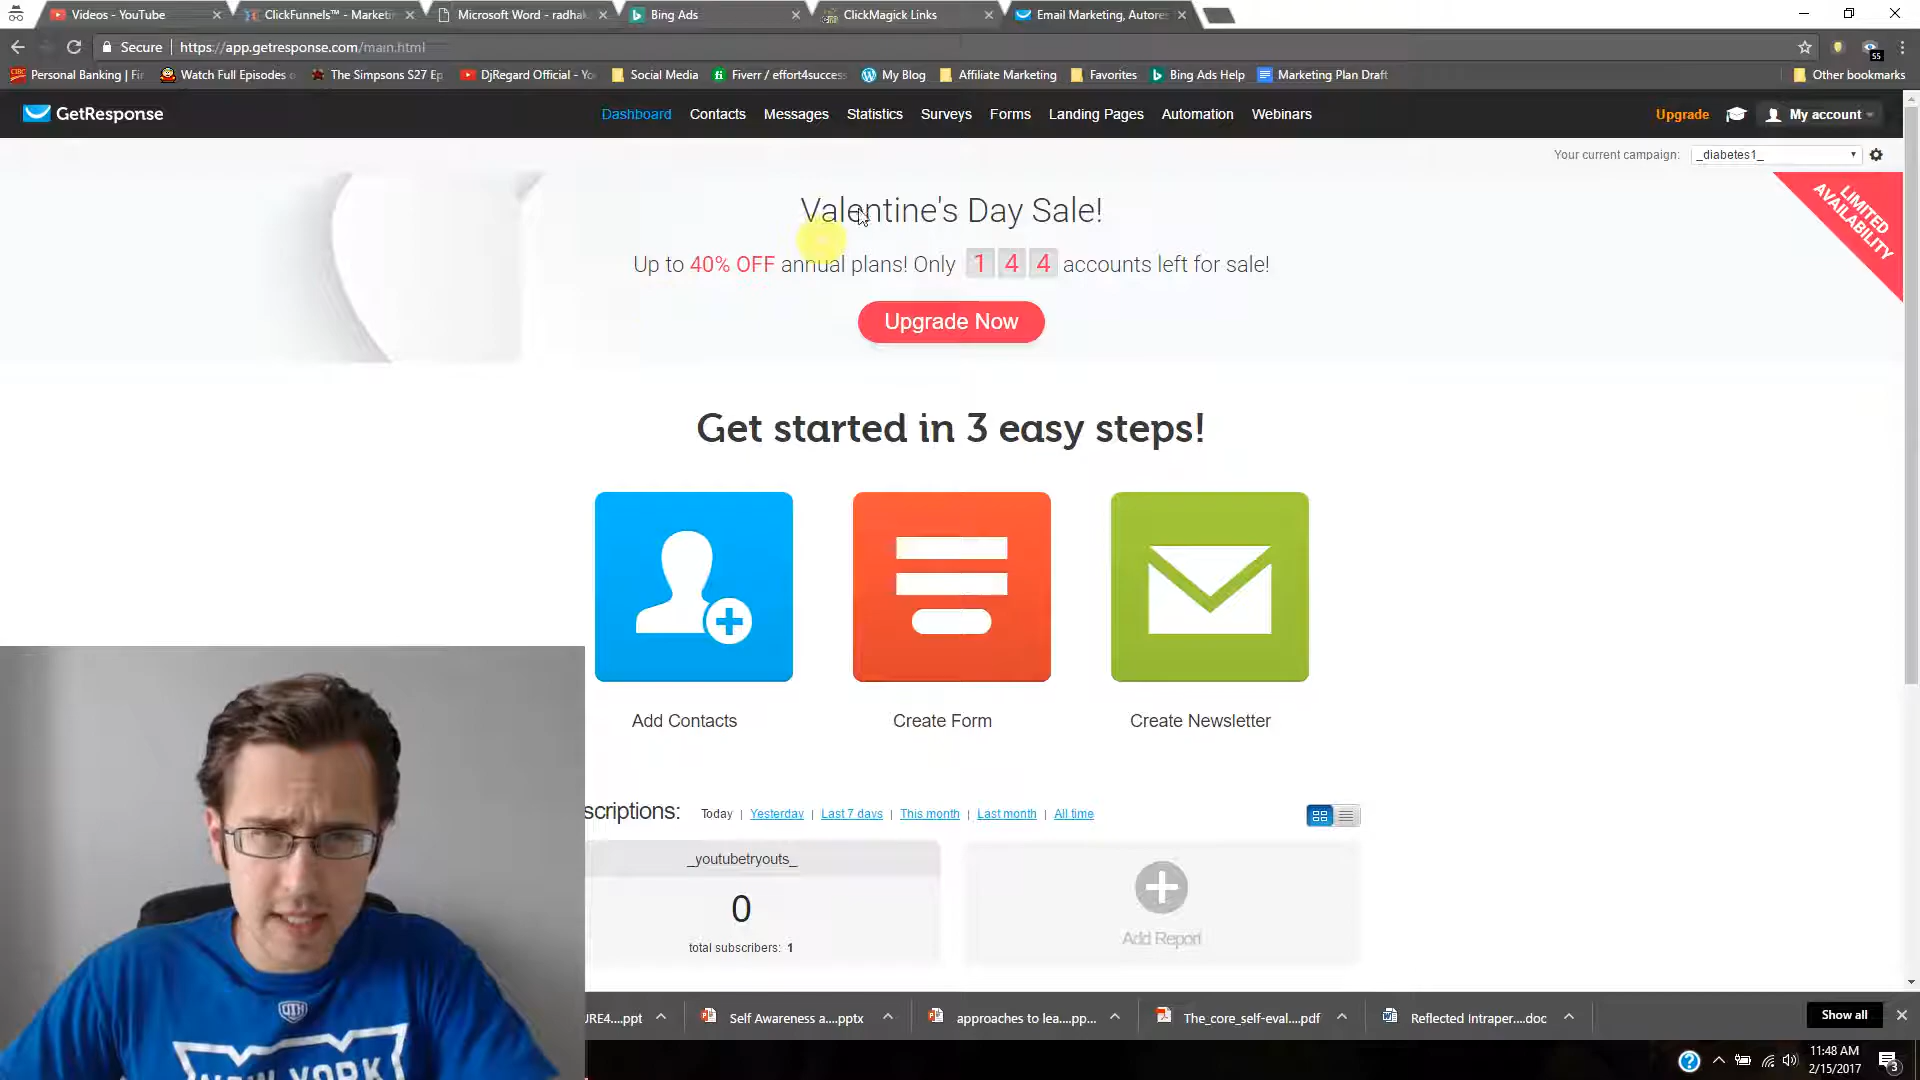 Videos - YouTube
ClickFunnels™ - Marketi
Microsoft Word - radhak
Bing Ads
ClickMagick Links
Email Marketing, Autores
Secure
https://app.getresponse.com/main.html
55
Personal Banking | Fir
Watch Full Episodes o
The Simpsons S27 Ep
DjRegard Official - Yo
Social Media
Fiverr / effort4success
My Blog
Affiliate Marketing
Favorites
Bing Ads Help
Marketing Plan Draft
Other bookmarks
GetResponse
Dashboard
Contacts
Messages
Statistics
Surveys
Forms
Landing Pages
Automation
Webinars
Upgrade
My account
Your current campaign:
_diabetes1_
LIMITED
AVAILABILITY
Valentine's Day Sale!
Up to 40% OFF annual plans! Only 1 4 4 accounts left for sale!
Upgrade Now
Get started in 3 easy steps!
Add Contacts
Create Form
Create Newsletter
scriptions:
Today | Yesterday | Last 7 days | This month | Last month | All time
_youtubetryouts_
0
total subscribers: 1
Add Report
URE4....ppt
Self Awareness a....pptx
approaches to lea....pp...
The_core_self-eval....pdf
Reflected Intraper....doc
Show all
11:48 AM
2/15/2017
3
OTH
NEW YORK